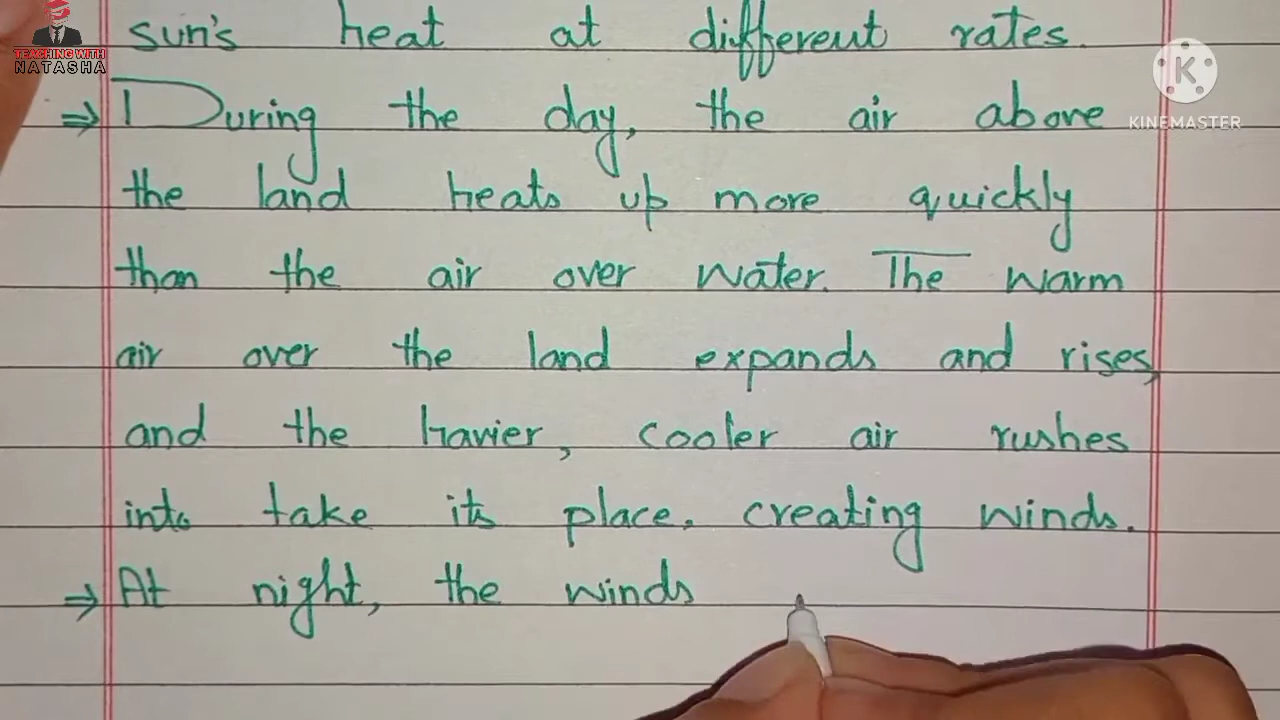 sun's heat at different rates.
TEACHING WITH
NATASHA
K
KINEMASTER
⇒ During the day, the air above
the land heats up more quickly
than the air over water. The warm
air over the land expands and rises,
and the havier, cooler air rushes
into take its place, creating winds.
⇒ At night, the winds